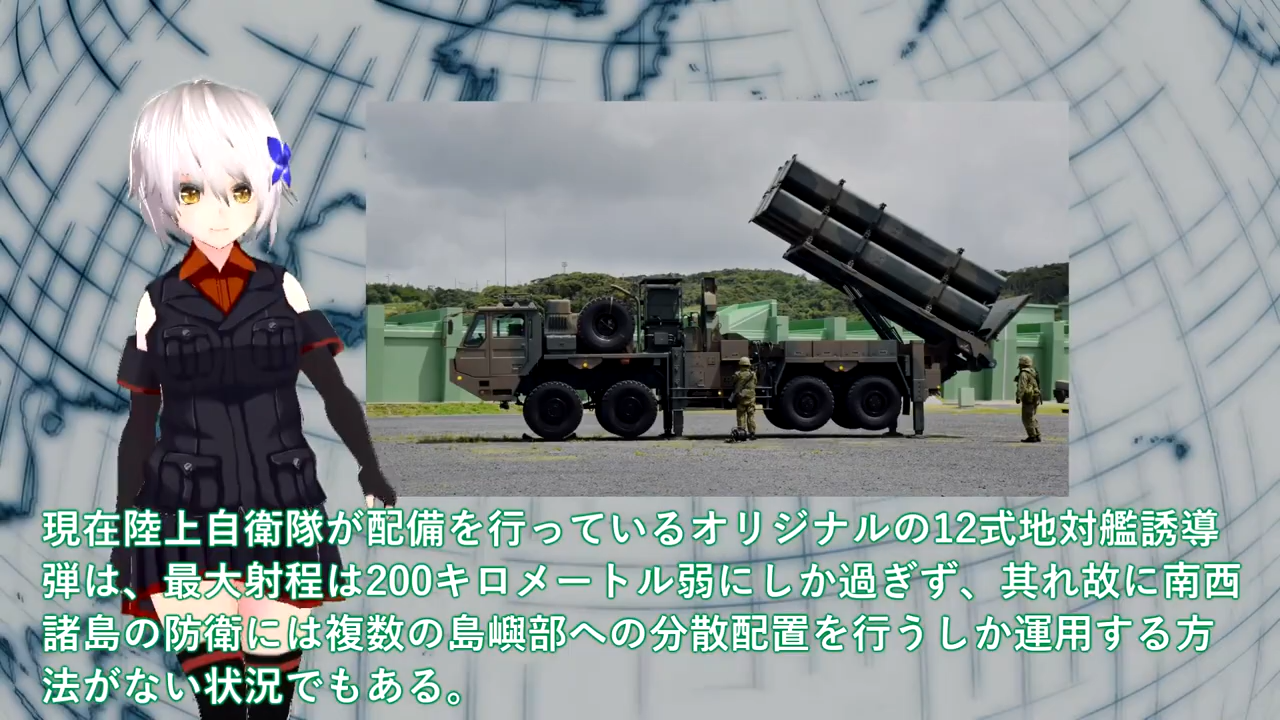 現在陸上自衛隊が配備を行っているオリジナルの12式地対艦誘導
弾は、最大射程は200キロメートル弱にしか過ぎず、其れ故に南西
諸島の防衛には複数の島嶼部への分散配置を行うしか運用する方
法がない状況でもある。